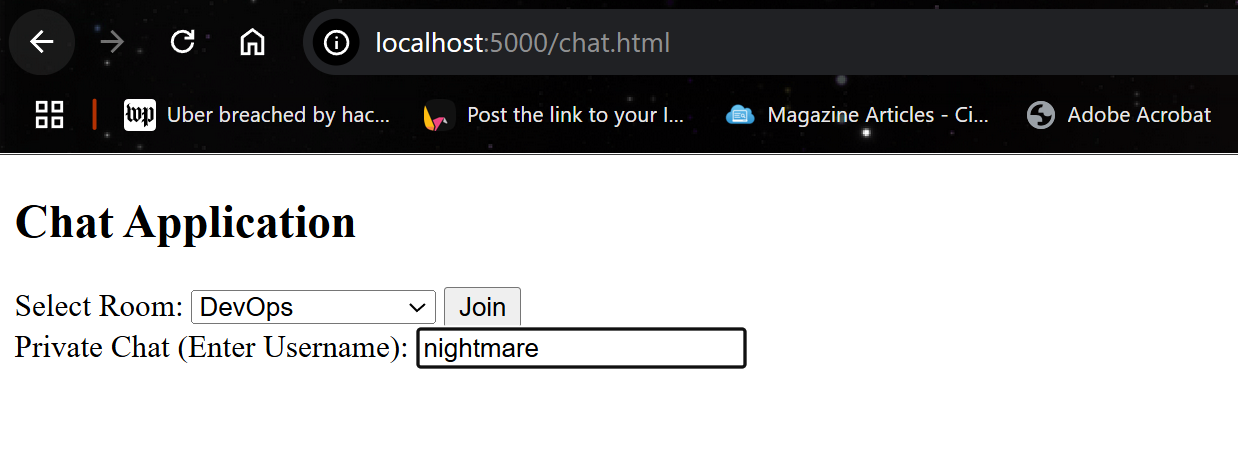 localhost:5000/chat.html
wp Uber breached by hac... Post the link to your l... Magazine Articles - Ci... Adobe Acrobat
Chat Application
Select Room: DevOps Join
Private Chat (Enter Username): nightmare